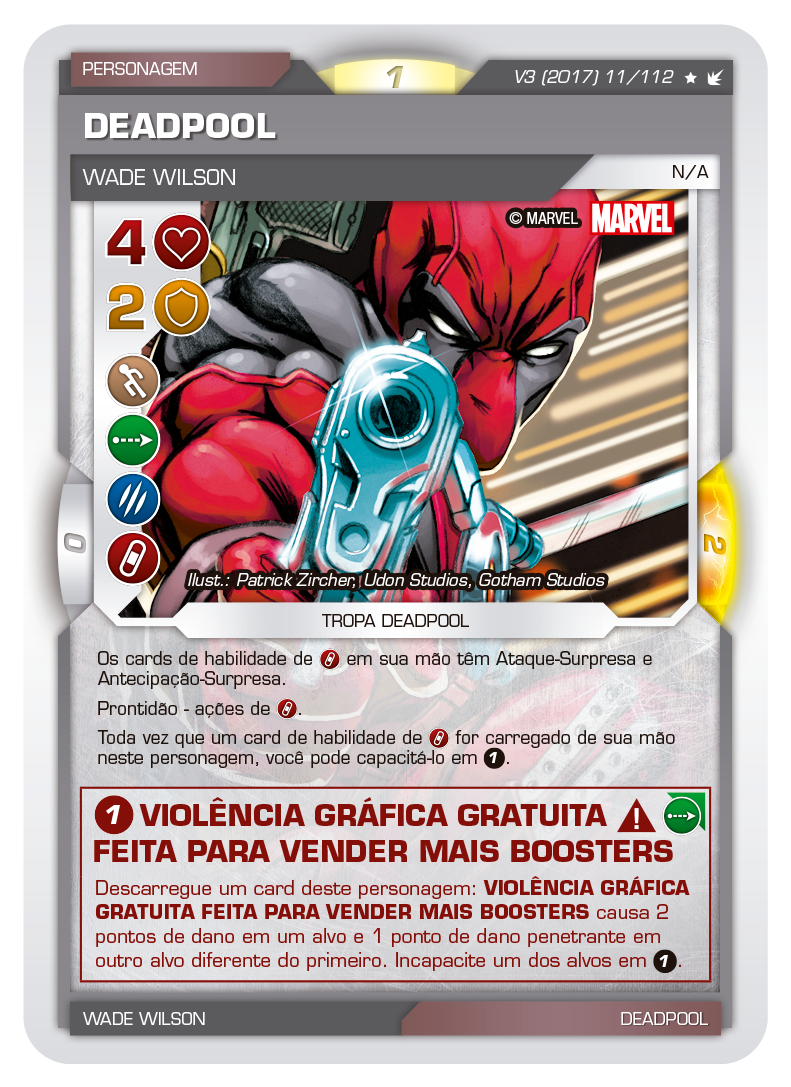 PERSONAGEM
1
V3 (2017) 11/112
DEADPOOL
WADE WILSON
N/A
© MARVEL MARVEL
4
2
0
2
Ilust.: Patrick Zircher, Udon Studios, Gotham Studios
TROPA DEADPOOL
Os cards de habilidade de em sua mão têm Ataque-Surpresa e
Antecipação-Surpresa.
Prontidão - ações de .
Toda vez que um card de habilidade de for carregado de sua mão
neste personagem, você pode capacitá-lo em 1.
1 VIOLÊNCIA GRÁFICA GRATUITA
FEITA PARA VENDER MAIS BOOSTERS
Descarregue um card deste personagem: VIOLÊNCIA GRÁFICA
GRATUITA FEITA PARA VENDER MAIS BOOSTERS causa 2
pontos de dano em um alvo e 1 ponto de dano penetrante em
outro alvo diferente do primeiro. Incapacite um dos alvos em 1.
WADE WILSON
DEADPOOL